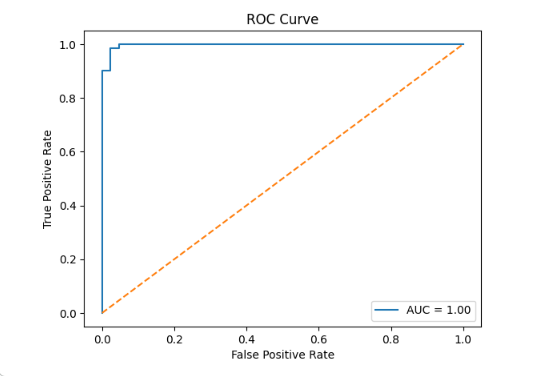 ROC Curve
True Positive Rate
1.0
0.8
0.6
0.4
0.2
0.0
AUC = 1.00
0.0 0.2 0.4 0.6 0.8 1.0
False Positive Rate